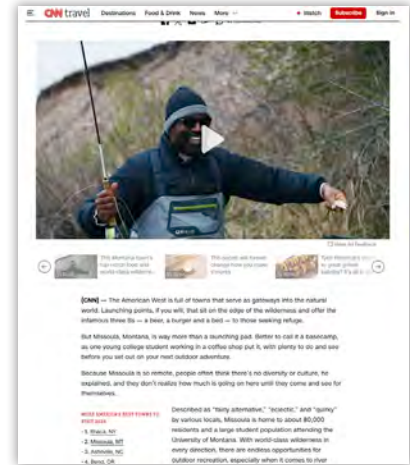 CNN travel Destinations Food & Drink News More Watch Subscribe Sign in
(CNN) — The American West is full of towns that serve as gateways into the natural
world. Launching points, if you will, that sit on the edge of the wilderness and offer the
infamous three Bs — a beer, a burger and a bed — to those seeking refuge.
But Missoula, Montana, is way more than a launching pad. Better to call it a basecamp,
as one young college student working in a coffee shop put it, with plenty to do and see
before you set out on your next outdoor adventure.
Because Missoula is so remote, people often think there's no diversity or culture, he
explained, and they don't realize how much is going on here until they come and see for
themselves.
MOST AMERICA'S BEST TOWNS TO
VISIT 2024
1. Ithaca, NY
2. Missoula, MT
3. Asheville, NC
4. Bend, OR
Described as "fairly alternative," "eclectic," and "quirky"
by various locals, Missoula is home to about 80,000
residents and a large student population attending the
University of Montana. With world-class wilderness in
every direction, there are endless opportunities for
outdoor recreation, especially when it comes to river